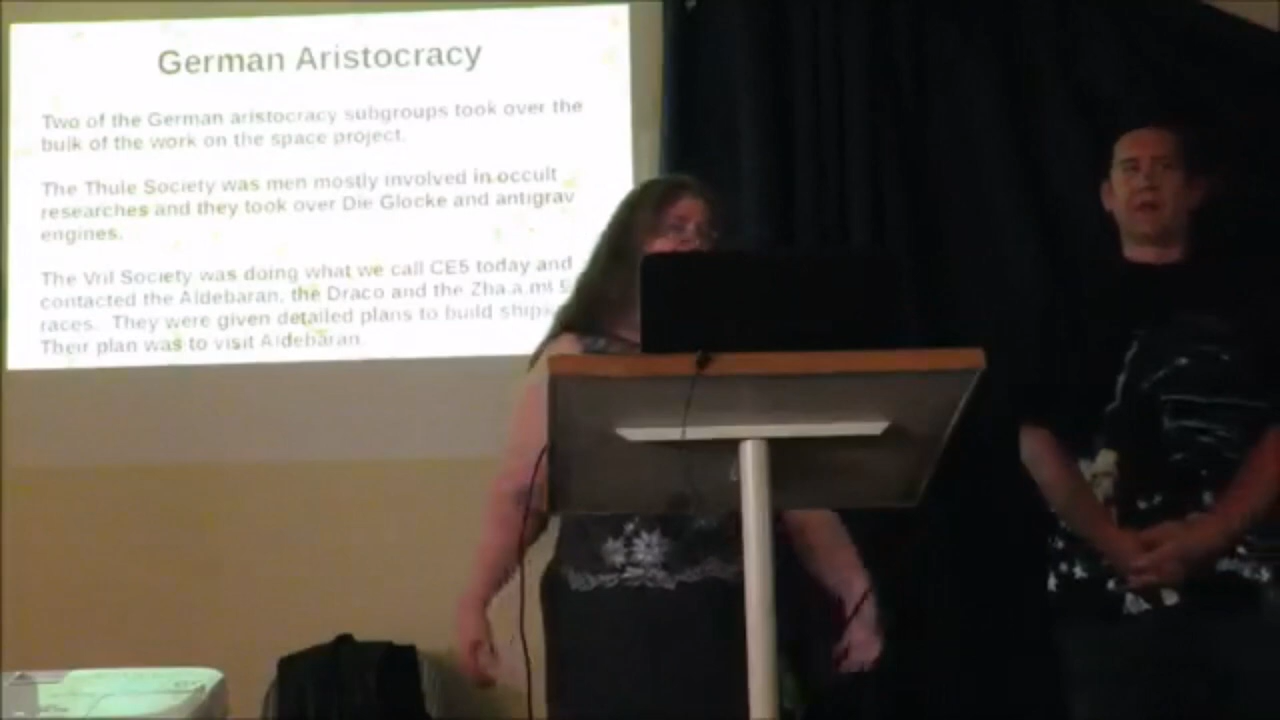 German Aristocracy
Two of the German aristocracy subgroups took over the
bulk of the work on the space project.
The Thule Society was men mostly involved in occult
researches and they took over Die Glocke and antigrav
engines.
The Vril Society was doing what we call CE5 today and
contacted the Aldebaran, the Draco and the
races. They were given detailed plans to build
Their plan was to visit Aldebaran.